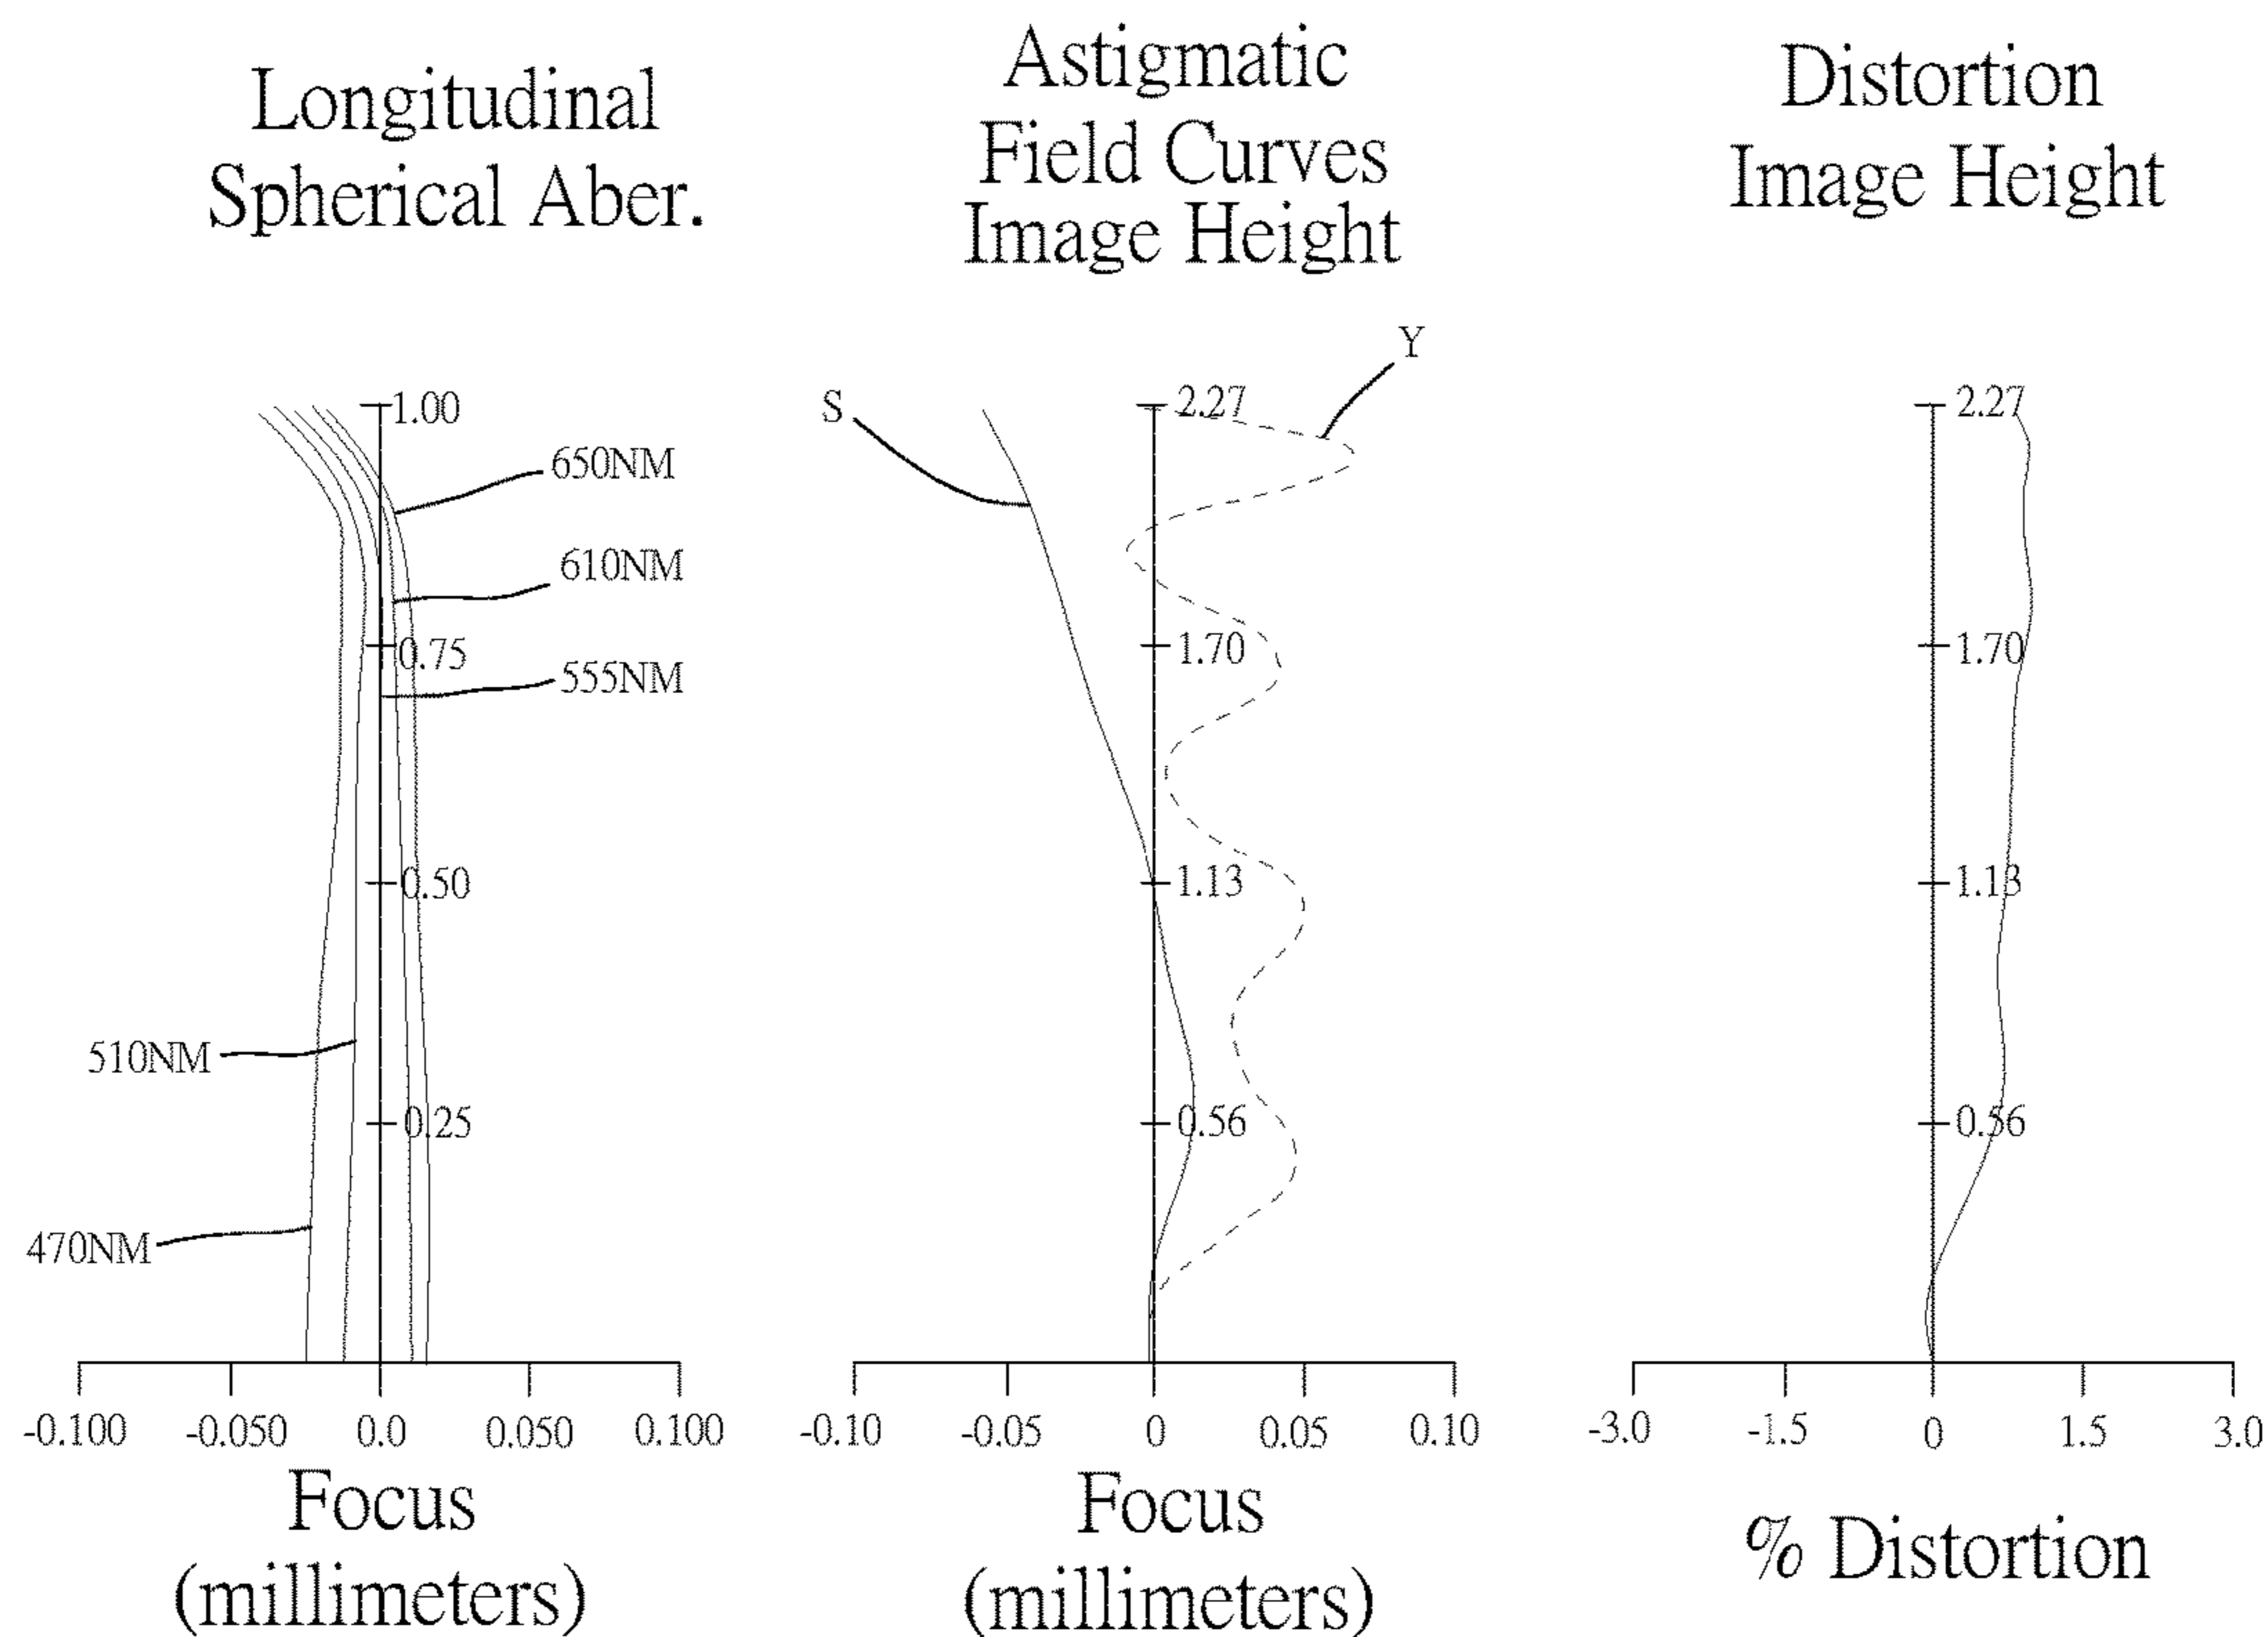 Longitudinal
Spherical Aber.
1.00
650NM
610NM
0.75
555NM
0.50
510NM
0.25
470NM
-0.100 -0.050 0.0 0.050 0.100
Focus
(millimeters)
Astigmatic
Field Curves
Image Height
Y
S
2.27
1.70
1.13
0.56
-0.10 -0.05 0 0.05 0.10
Focus
(millimeters)
Distortion
Image Height
2.27
1.70
1.13
0.56
-3.0 -1.5 0 1.5 3.0
% Distortion